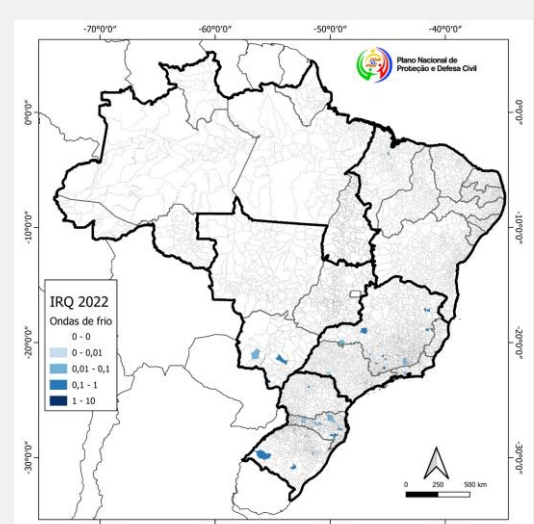 -70°0'0" -60°0'0" -50°0'0" -40°0'0"
Plano Nacional de
Proteção e Defesa Civil
0°0'0" 0°0'0"
-10°0'0" -10°0'0"
-20°0'0" -20°0'0"
-30°0'0" -30°0'0"
IRQ 2022
Ondas de frio
0 - 0
0 - 0,01
0,01 - 0,1
0,1 - 1
1 - 10
0 250 500 km